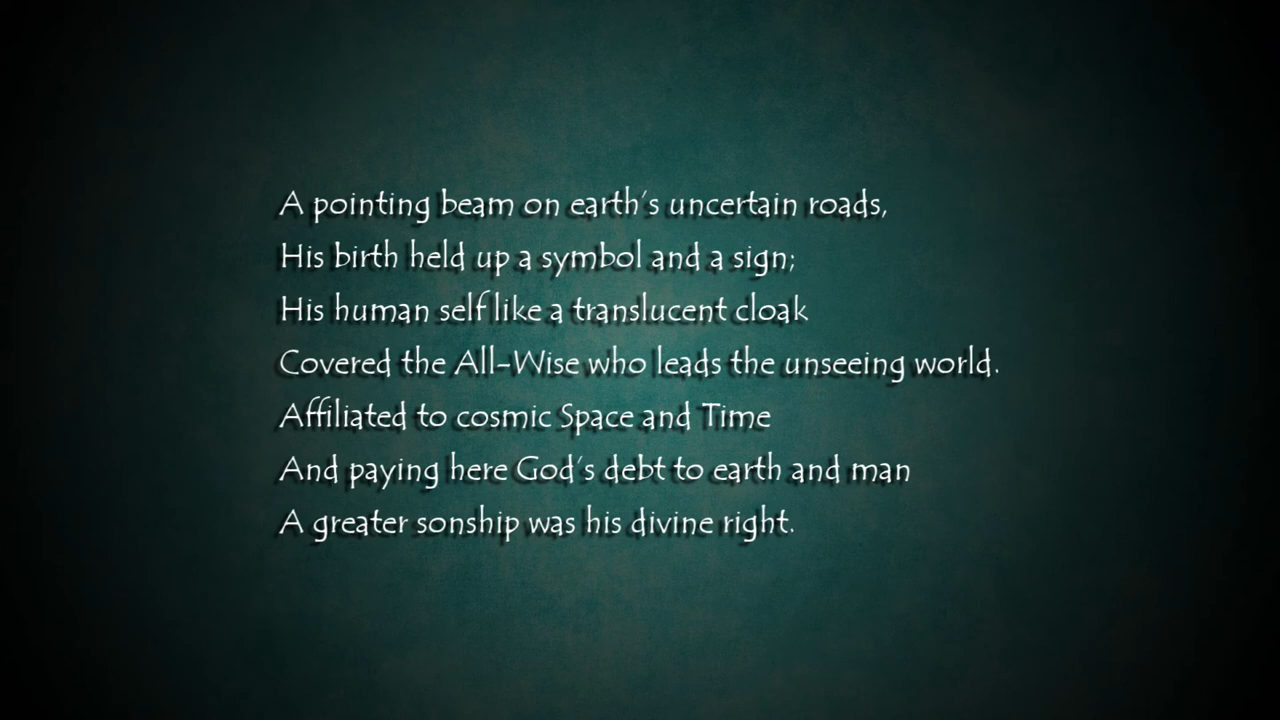 A pointing beam on earth's uncertain roads,
His birth held up a symbol and a sign;
His human self like a translucent cloak
Covered the All-Wise who leads the unseeing world.
Affiliated to cosmic Space and Time
And paying here God's debt to earth and man
A greater sonship was his divine right.